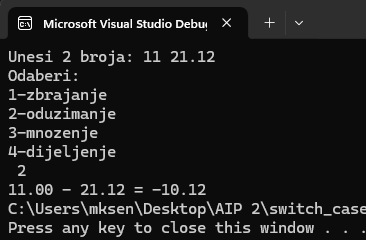 Microsoft Visual Studio Debu
Unesi 2 broja: 11 21.12
Odaberi:
1-zbrajanje
2-oduzimanje
3-mnozenje
4-dijeljenje
2
11.00 - 21.12 = -10.12
C:\Users\mksen\Desktop\AIP 2\switch_case
Press any key to close this window . . .